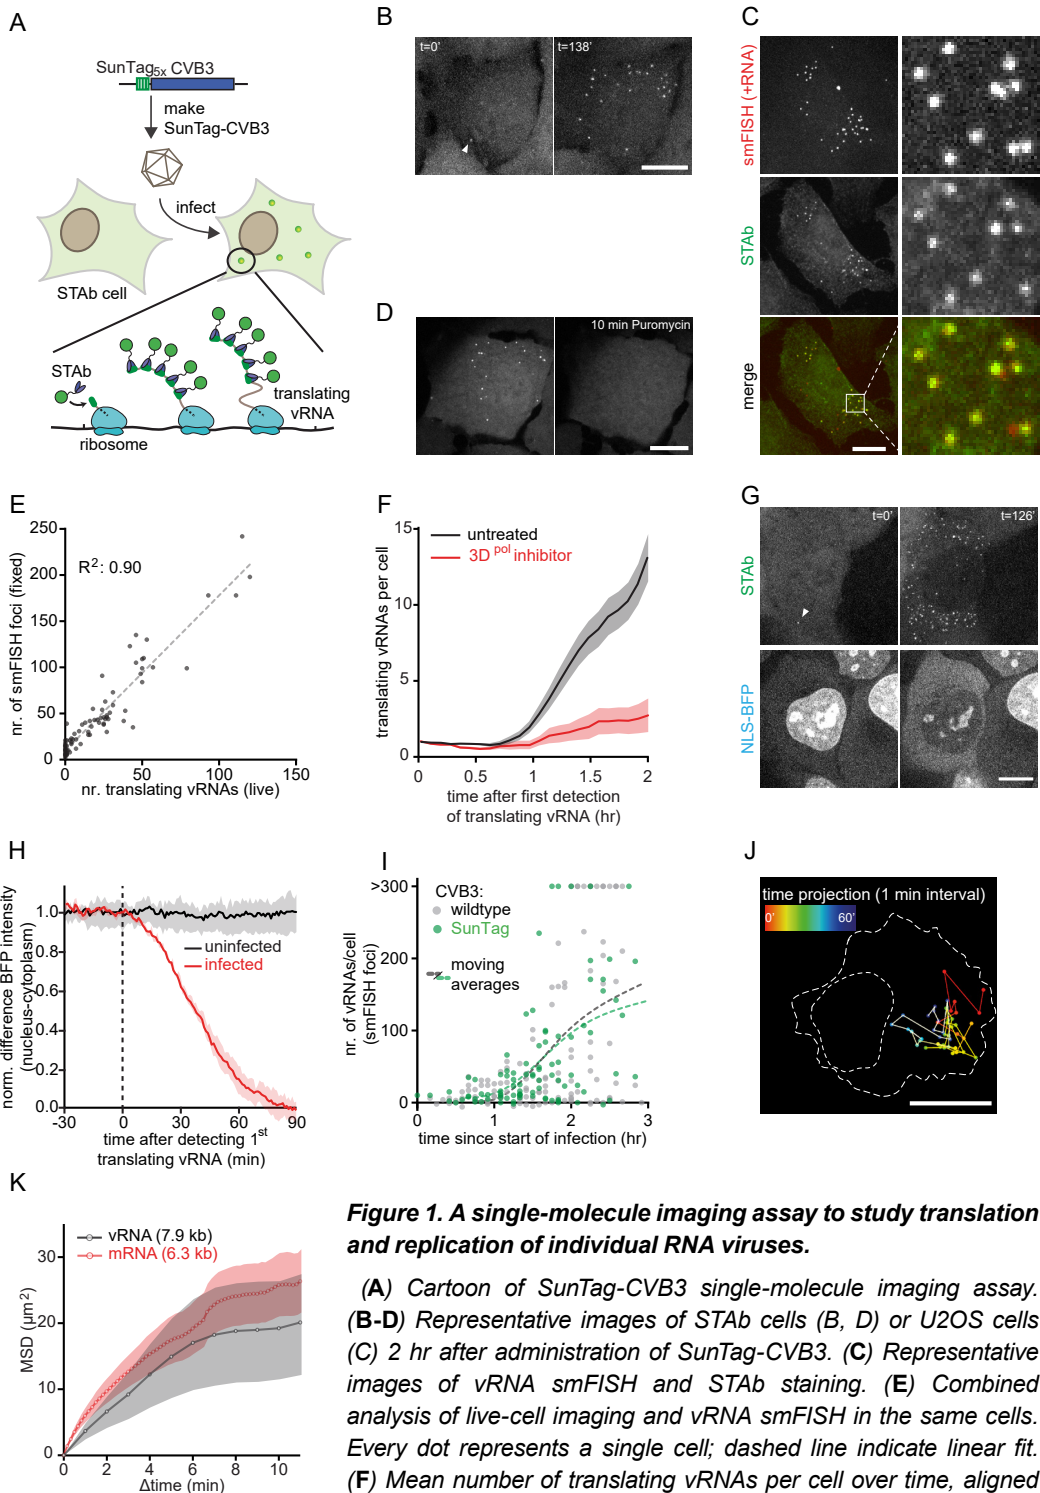 A
SunTag5x CVB3
make
SunTag-CVB3
infect
STAb cell
STAb
translating
vRNA
ribosome
B
t=0'
t=138'
C
smFISH (+RNA)
STAb
merge
D
10 min Puromycin
E
250
200
150
100
50
0
R2: 0.90
nr. of smFISH foci (fixed)
0
50
100
150
nr. translating vRNAs (live)
F
15
10
5
0
untreated
3D pol inhibitor
translating vRNAs per cell
0
0.5
1
1.5
2
time after first detection
of translating vRNA (hr)
G
t=0'
t=126'
STAb
NLS-BFP
H
1.0
0.8
0.6
0.4
0.2
0.0
uninfected
infected
norm. difference BFP intensity
(nucleus-cytoplasm)
-30
0
30
60
90
time after detecting 1st
translating vRNA (min)
I
>300
200
100
0
CVB3:
wildtype
SunTag
moving
averages
nr. of vRNAs/cell
(smFISH foci)
0
1
2
3
time since start of infection (hr)
J
time projection (1 min interval)
0'
60'
K
30
20
10
0
vRNA (7.9 kb)
mRNA (6.3 kb)
MSD (µm2)
0
2
4
6
8
10
Δtime (min)
Figure 1. A single-molecule imaging assay to study translation
and replication of individual RNA viruses.
(A) Cartoon of SunTag-CVB3 single-molecule imaging assay.
(B-D) Representative images of STAb cells (B, D) or U2OS cells
(C) 2 hr after administration of SunTag-CVB3. (C) Representative
images of vRNA smFISH and STAb staining. (E) Combined
analysis of live-cell imaging and vRNA smFISH in the same cells.
Every dot represents a single cell; dashed line indicate linear fit.
(F) Mean number of translating vRNAs per cell over time, aligned